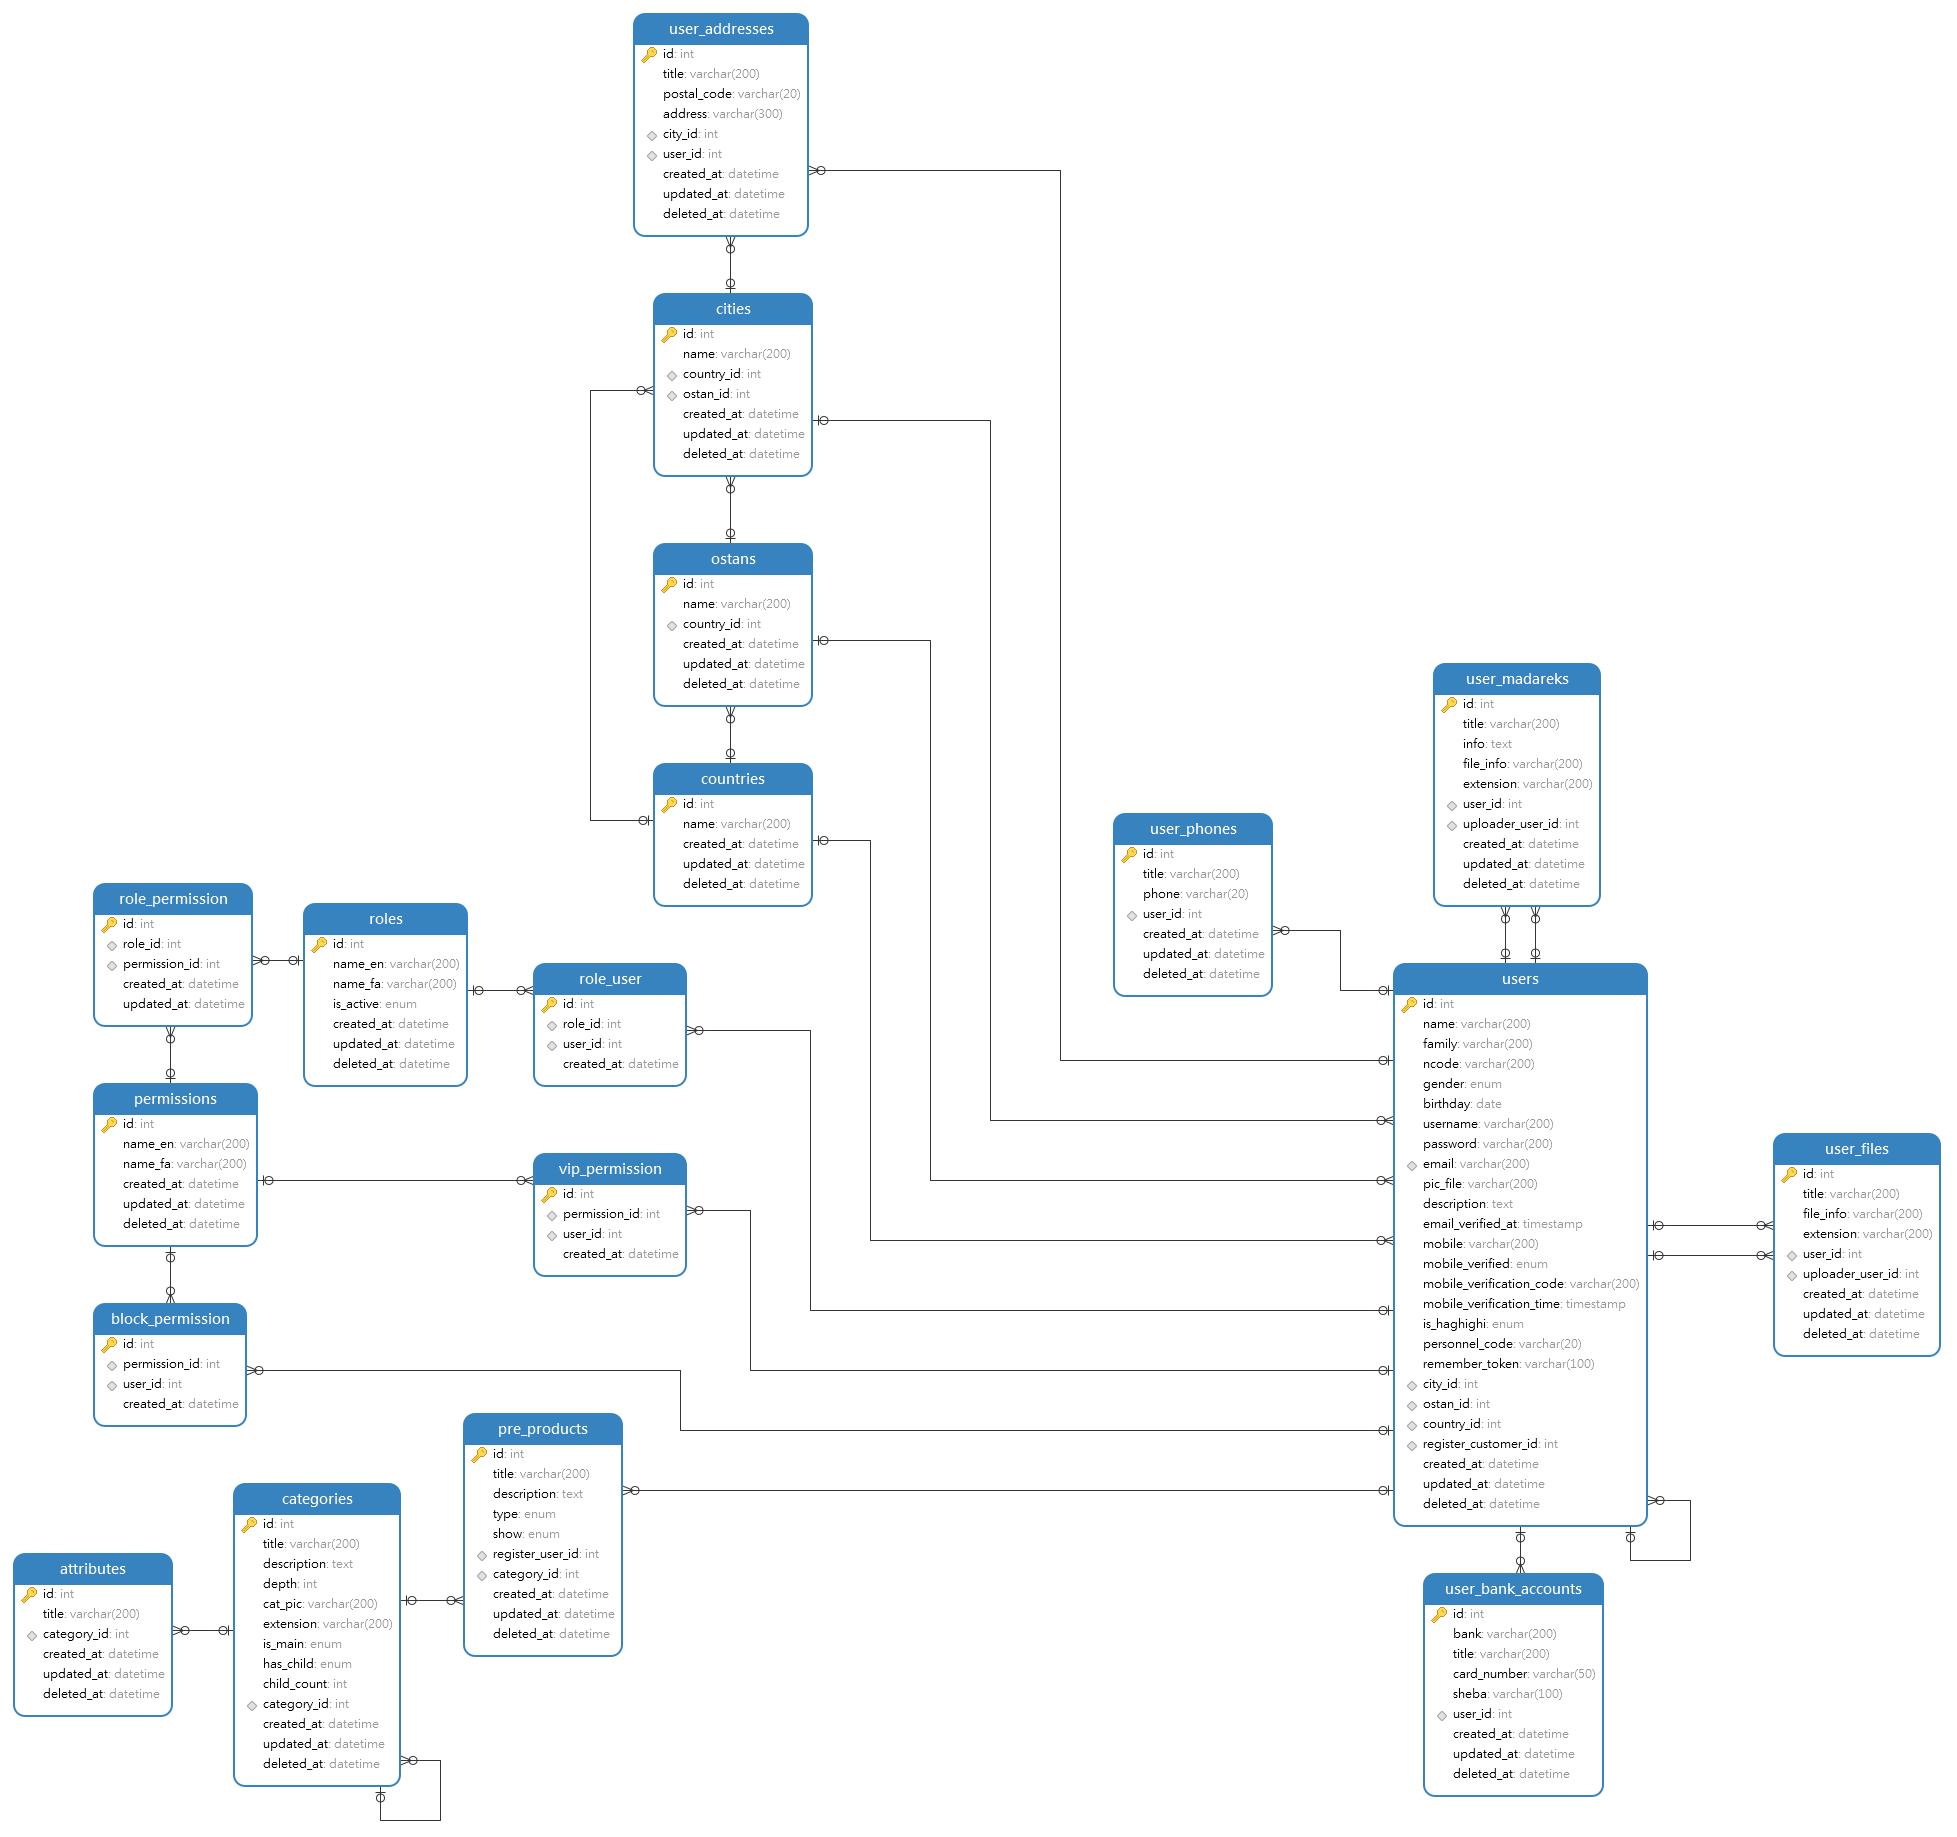 user_addresses
id: int
title: varchar(200)
postal_code: varchar(20)
address: varchar(300)
city_id: int
user_id: int
created_at: datetime
updated_at: datetime
deleted_at: datetime
cities
id: int
name: varchar(200)
country_id: int
ostan_id: int
created_at: datetime
updated_at: datetime
deleted_at: datetime
ostans
id: int
name: varchar(200)
country_id: int
created_at: datetime
updated_at: datetime
deleted_at: datetime
countries
id: int
name: varchar(200)
created_at: datetime
updated_at: datetime
deleted_at: datetime
user_madareks
id: int
title: varchar(200)
info: text
file_info: varchar(200)
extension: varchar(200)
user_id: int
uploader_user_id: int
created_at: datetime
updated_at: datetime
deleted_at: datetime
user_phones
id: int
title: varchar(200)
phone: varchar(20)
user_id: int
created_at: datetime
updated_at: datetime
deleted_at: datetime
role_permission
id: int
role_id: int
permission_id: int
created_at: datetime
updated_at: datetime
roles
id: int
name_en: varchar(200)
name_fa: varchar(200)
is_active: enum
created_at: datetime
updated_at: datetime
deleted_at: datetime
role_user
id: int
role_id: int
user_id: int
created_at: datetime
users
id: int
name: varchar(200)
family: varchar(200)
ncode: varchar(200)
gender: enum
birthday: date
username: varchar(200)
password: varchar(200)
email: varchar(200)
pic_file: varchar(200)
description: text
email_verified_at: timestamp
mobile: varchar(200)
mobile_verified: enum
mobile_verification_code: varchar(200)
mobile_verification_time: timestamp
is_haghighi: enum
personnel_code: varchar(20)
remember_token: varchar(100)
city_id: int
ostan_id: int
country_id: int
register_customer_id: int
created_at: datetime
updated_at: datetime
deleted_at: datetime
permissions
id: int
name_en: varchar(200)
name_fa: varchar(200)
created_at: datetime
updated_at: datetime
deleted_at: datetime
vip_permission
id: int
permission_id: int
user_id: int
created_at: datetime
user_files
id: int
title: varchar(200)
file_info: varchar(200)
extension: varchar(200)
user_id: int
uploader_user_id: int
created_at: datetime
updated_at: datetime
deleted_at: datetime
block_permission
id: int
permission_id: int
user_id: int
created_at: datetime
pre_products
id: int
title: varchar(200)
description: text
type: enum
show: enum
register_user_id: int
category_id: int
created_at: datetime
updated_at: datetime
deleted_at: datetime
categories
id: int
title: varchar(200)
description: text
depth: int
cat_pic: varchar(200)
extension: varchar(200)
is_main: enum
has_child: enum
child_count: int
category_id: int
created_at: datetime
updated_at: datetime
deleted_at: datetime
attributes
id: int
title: varchar(200)
category_id: int
created_at: datetime
updated_at: datetime
deleted_at: datetime
user_bank_accounts
id: int
bank: varchar(200)
title: varchar(200)
card_number: varchar(50)
sheba: varchar(100)
user_id: int
created_at: datetime
updated_at: datetime
deleted_at: datetime